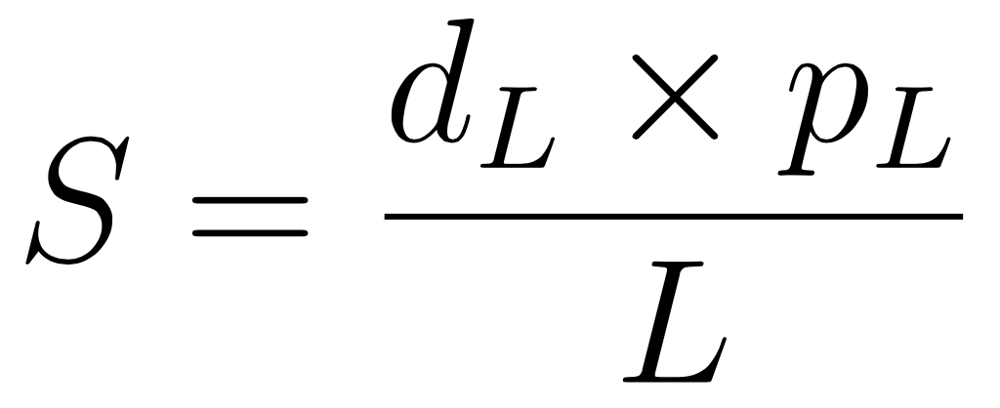 S = \frac{d_L \times p_L}{L}